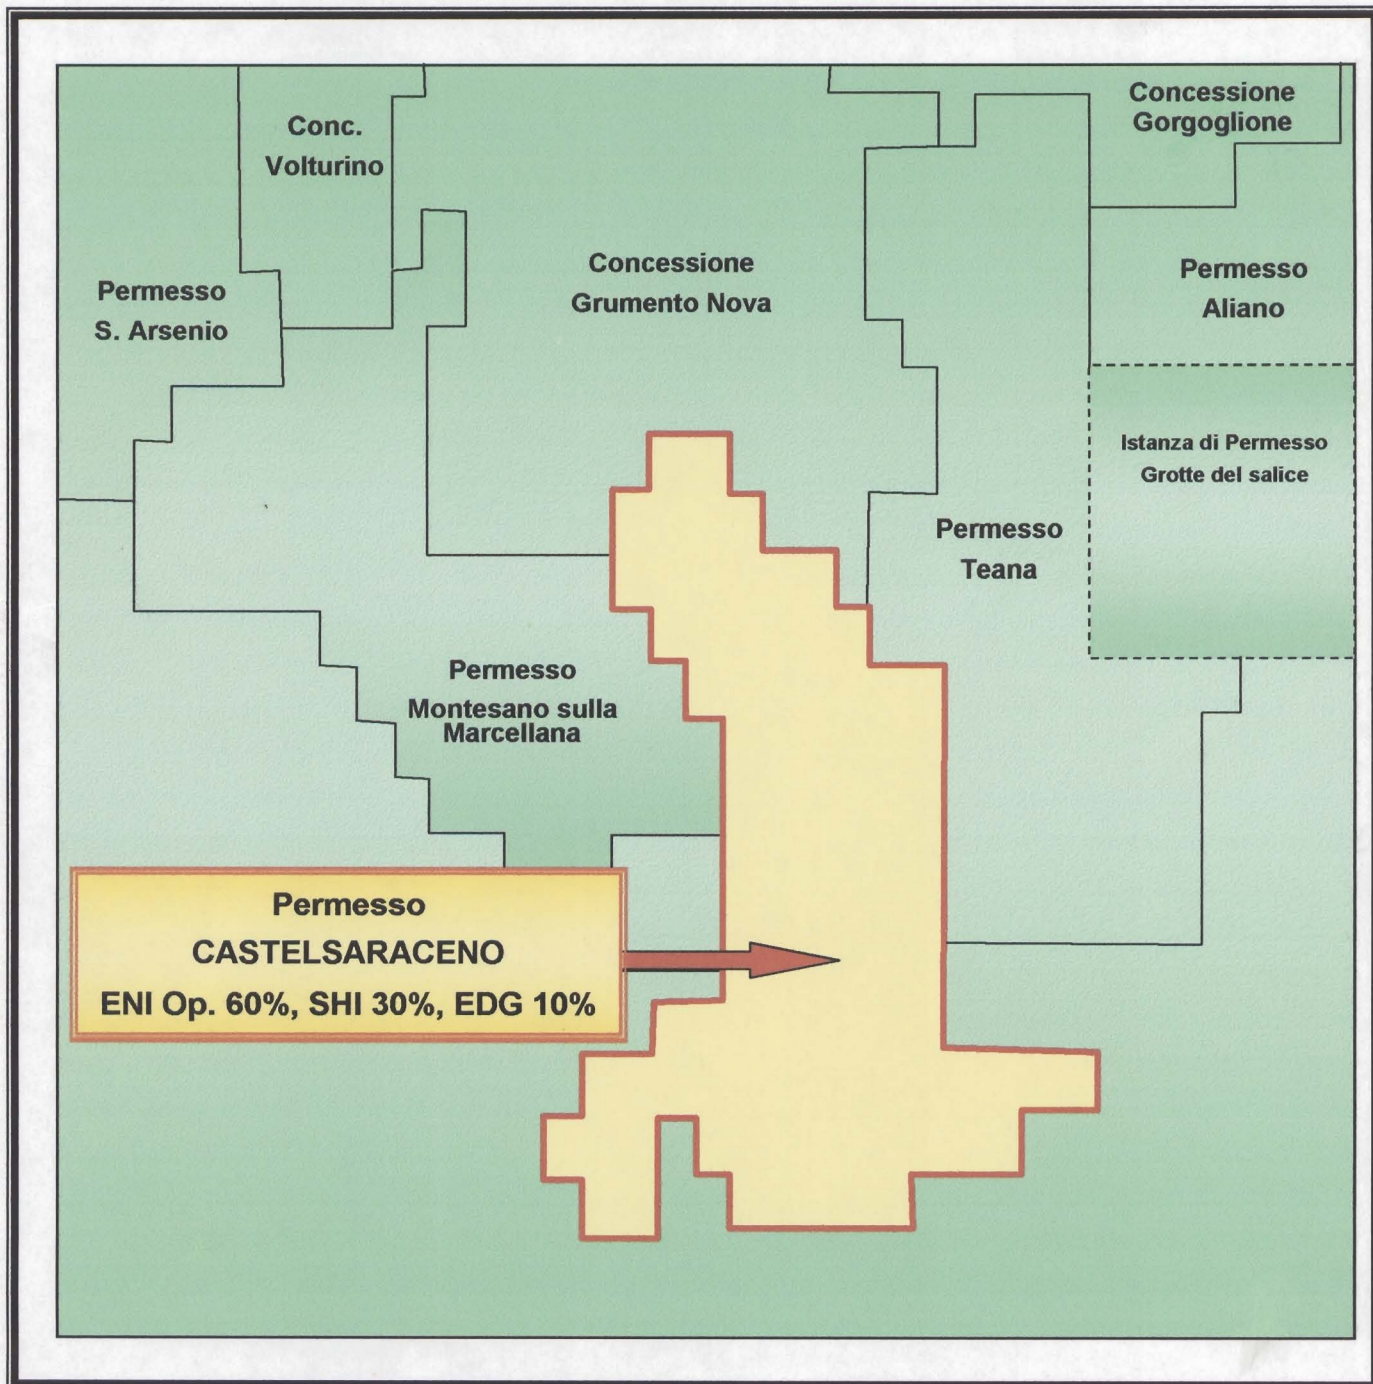 Conc.
Volturino
Concessione
Gorgoglione
Permesso
S. Arsenio
Concessione
Grumento Nova
Permesso
Aliano
Istanza di Permesso
Grotte del salice
Permesso
Teana
Permesso
Montesano sulla
Marcellana
Permesso
CASTELSARACENO
ENI Op. 60%, SHI 30%, EDG 10%